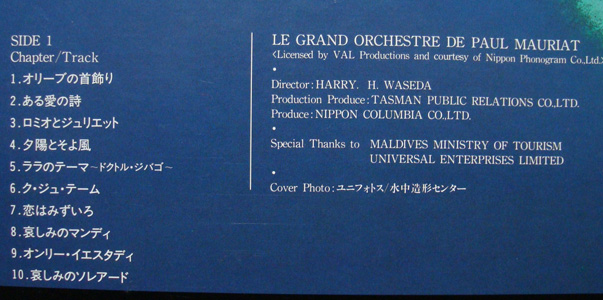 SIDE 1
Chapter/Track
1.オリーブの首飾り
2.ある愛の詩
3.ロミオとジュリエット
4.夕陽とそよ風
5.ララのテーマ〜ドクトル・ジバゴ〜
6.ク・ジュ・テーム
7.恋はみずいろ
8.哀しみのマンディ
9.オンリー・イエスタディ
10.哀しみのソレアード
LE GRAND ORCHESTRE DE PAUL MAURIAT
<Licensed by VAL Productions and courtesy of Nippon Phonogram Co.,Ltd.>
•
Director:HARRY. H. WASEDA
Production Produce:TASMAN PUBLIC RELATIONS CO.,LTD.
Produce:NIPPON COLUMBIA CO.,LTD.
•
Special Thanks to MALDIVES MINISTRY OF TOURISM
UNIVERSAL ENTERPRISES LIMITED
•
Cover Photo:ユニフォトス/水中造形センター